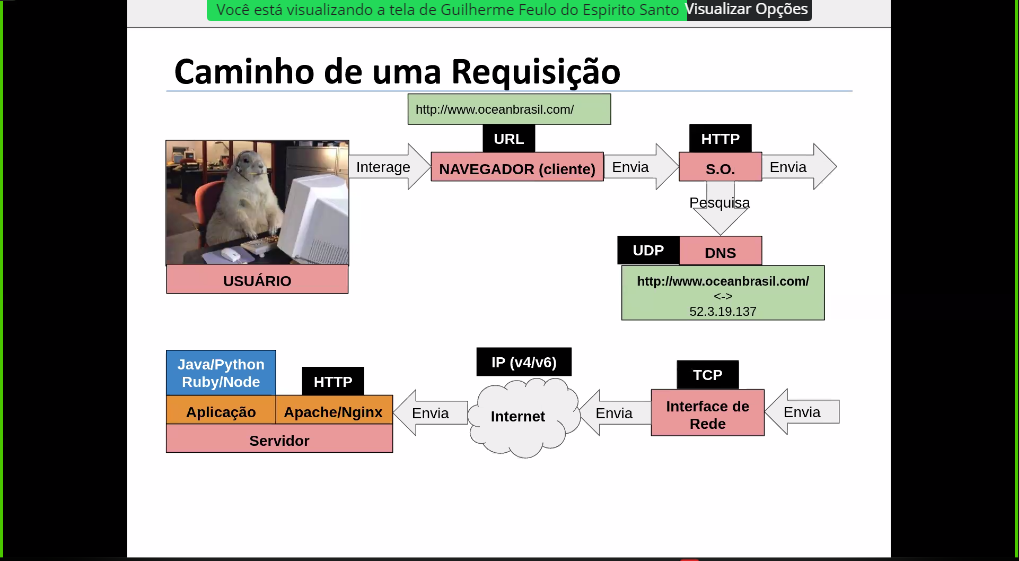 Você está visualizando a tela de Guilherme Feulo do Espirito Santo
Visualizar Opções
Caminho de uma Requisição
http://www.oceanbrasil.com/
URL
HTTP
Interage
NAVEGADOR (cliente)
Envia
S.O.
Envia
Pesquisa
UDP
DNS
USUÁRIO
http://www.oceanbrasil.com/
<->
52.3.19.137
Java/Python
Ruby/Node
HTTP
IP (v4/v6)
TCP
Aplicação
Apache/Nginx
Envia
Internet
Envia
Interface de
Rede
Envia
Servidor